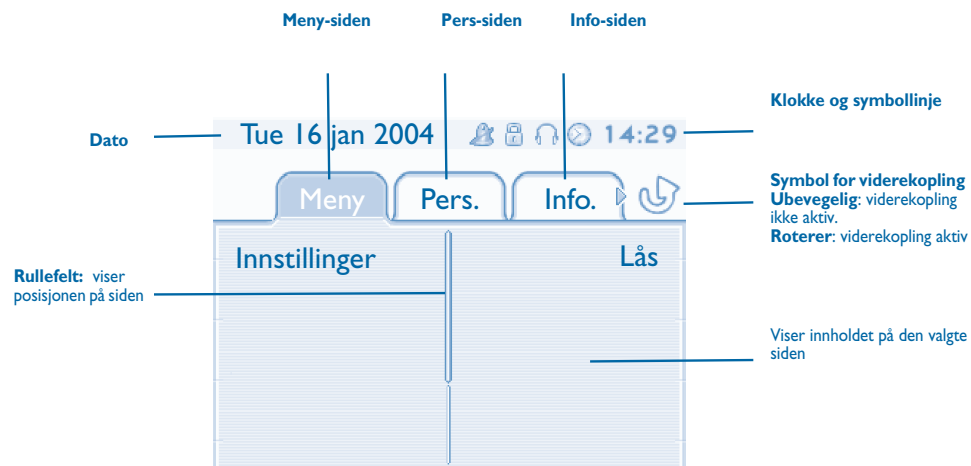 Meny-siden
Pers-siden
Info-siden
Klokke og symbollinje
Dato
Tue 16 jan 2004
14:29
Symbol for viderekopling
Ubevegelig: viderekopling
ikke aktiv.
Roterer: viderekopling aktiv
Meny
Pers.
Info.
Innstillinger
Lås
Rullefelt: viser
posisjonen på siden
Viser innholdet på den valgte
siden